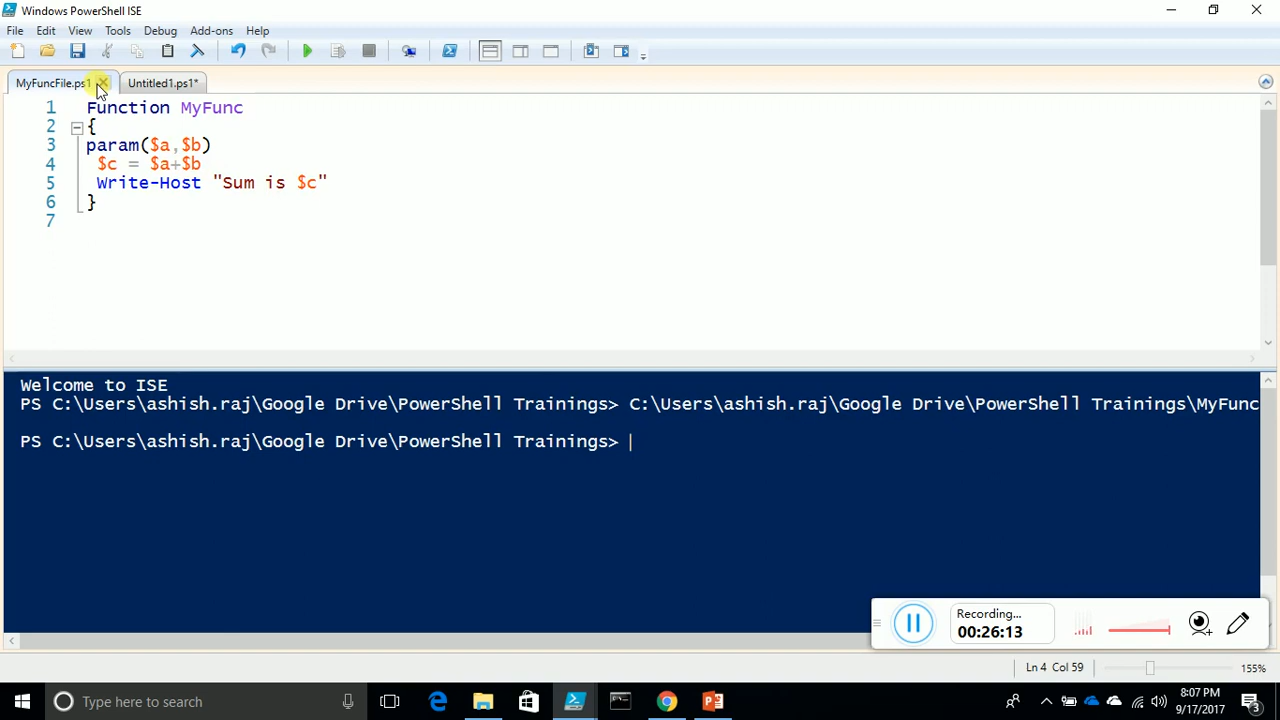 Windows PowerShell ISE
File Edit View Tools Debug Add-ons Help
MyFuncFile.ps1 Untitled1.ps1*
1 Function MyFunc
2 {
3 param($a,$b)
4 $c = $a+$b
5 Write-Host "Sum is $c"
6 }
7
Welcome to ISE
PS C:\Users\ashish.raj\Google Drive\PowerShell Trainings> C:\Users\ashish.raj\Google Drive\PowerShell Trainings\MyFunc
PS C:\Users\ashish.raj\Google Drive\PowerShell Trainings>
Recording...
00:26:13
Ln 4 Col 59 155%
Type here to search
8:07 PM
9/17/2017
3